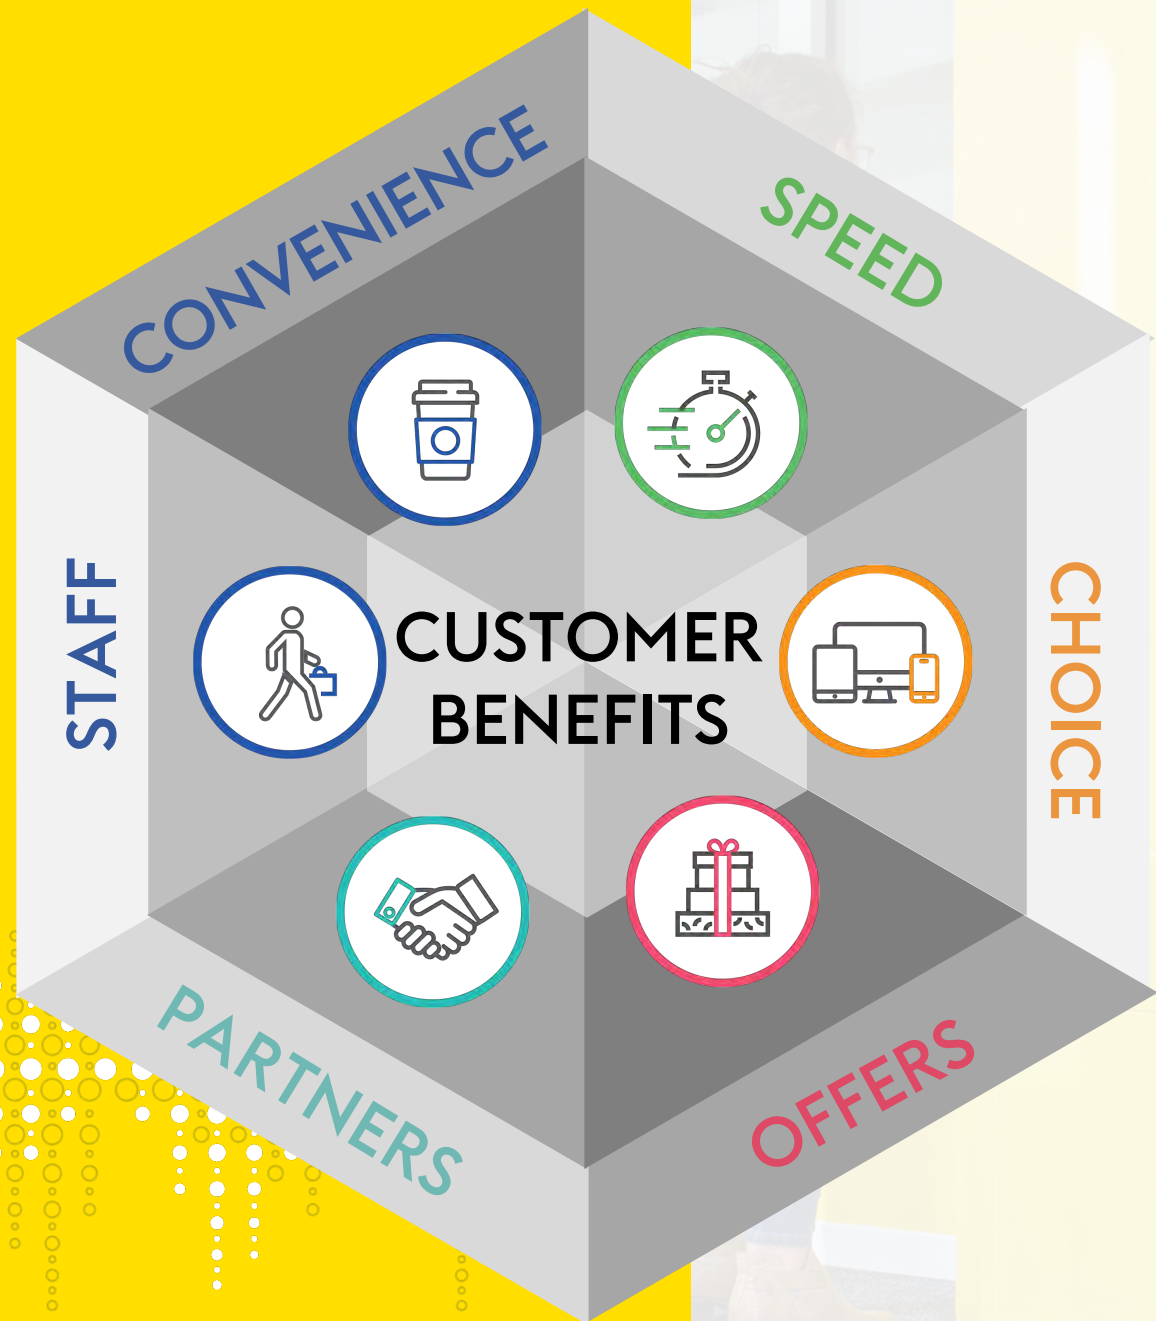 CONVENIENCE
SPEED
STAFF
CUSTOMER
BENEFITS
CHOICE
PARTNERS
OFFERS